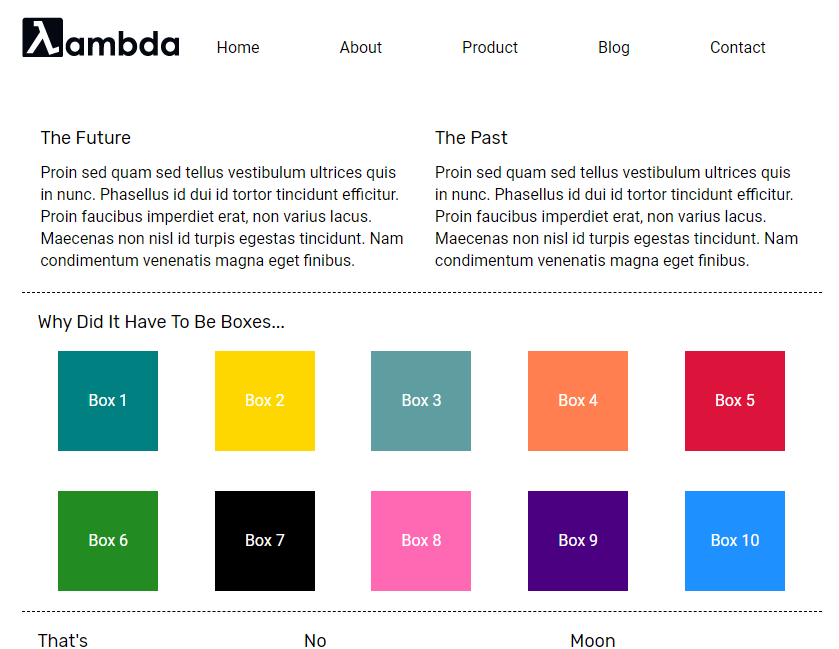 λambda Home About Product Blog Contact
The Future
Proin sed quam sed tellus vestibulum ultrices quis
in nunc. Phasellus id dui id tortor tincidunt efficitur.
Proin faucibus imperdiet erat, non varius lacus.
Maecenas non nisl id turpis egestas tincidunt. Nam
condimentum venenatis magna eget finibus.
The Past
Proin sed quam sed tellus vestibulum ultrices quis
in nunc. Phasellus id dui id tortor tincidunt efficitur.
Proin faucibus imperdiet erat, non varius lacus.
Maecenas non nisl id turpis egestas tincidunt. Nam
condimentum venenatis magna eget finibus.
Why Did It Have To Be Boxes...
Box 1 Box 2 Box 3 Box 4 Box 5
Box 6 Box 7 Box 8 Box 9 Box 10
That's No Moon